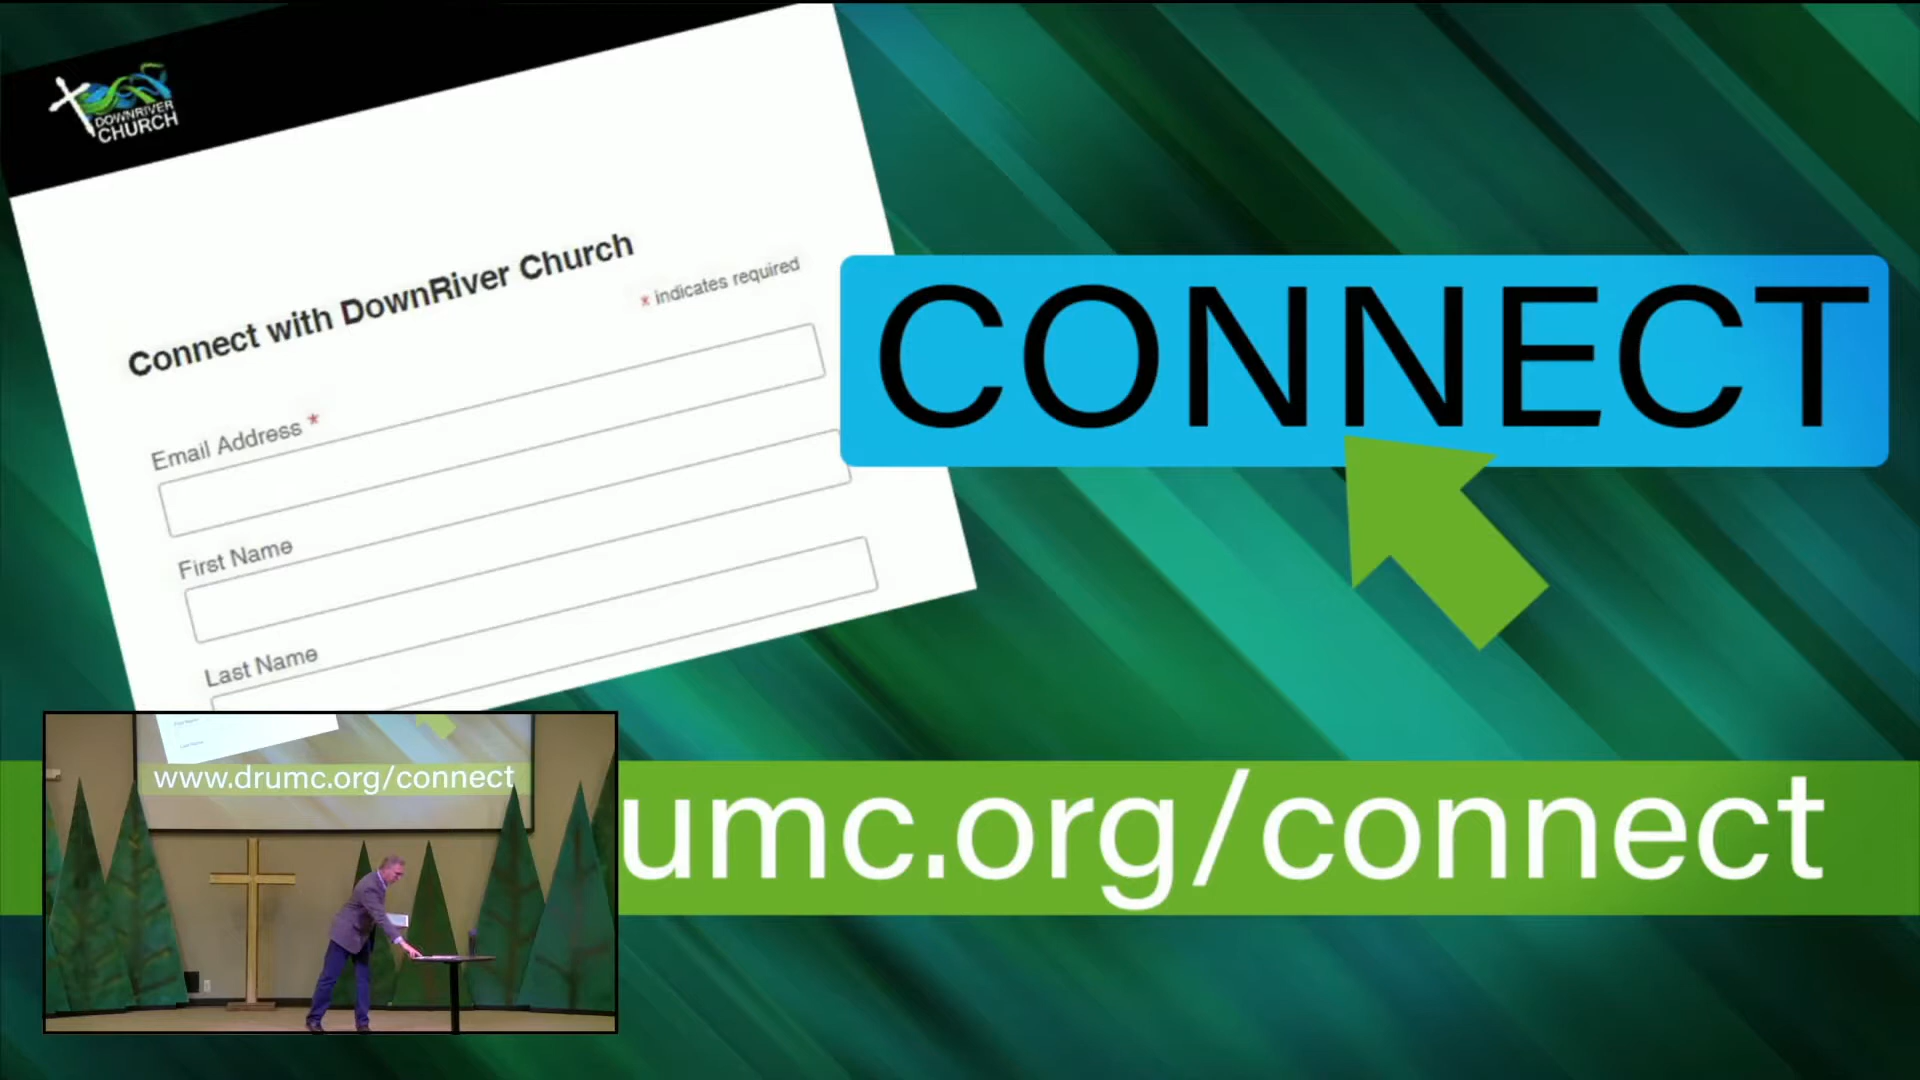 DOWNRIVER
CHURCH
Connect with DownRiver Church
* indicates required
CONNECT
Email Address *
First Name
Last Name
www.drumc.org/connect
umc.org/connect